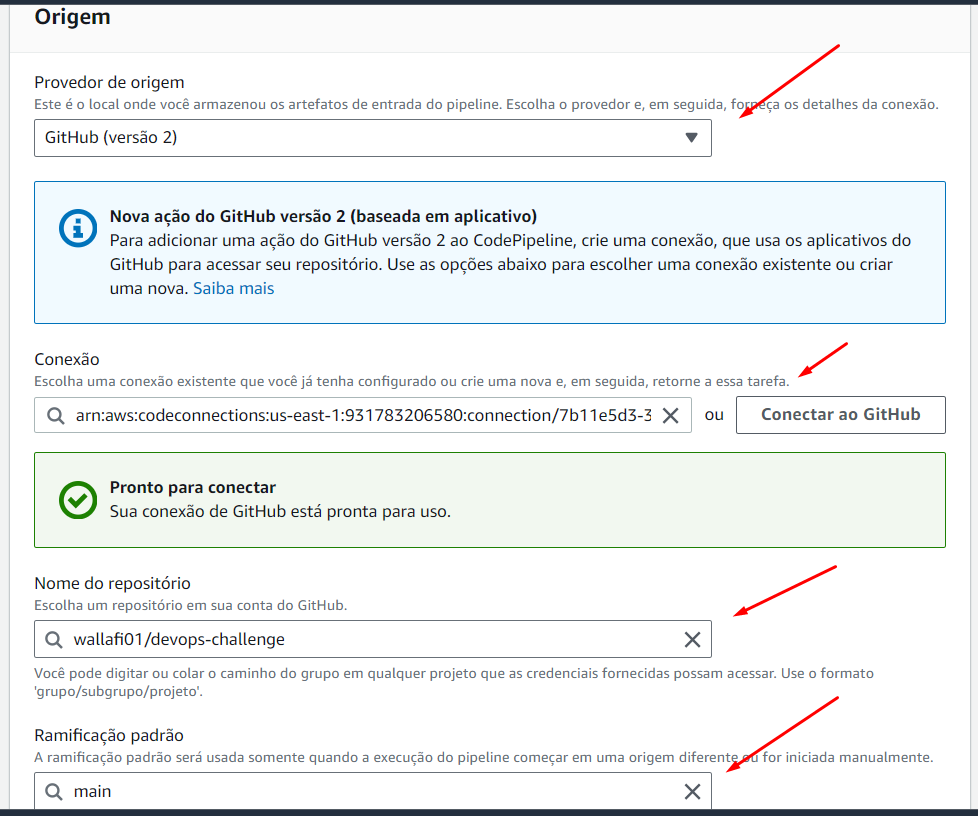 Origem
Provedor de origem
Este é o local onde você armazenou os artefatos de entrada do pipeline. Escolha o provedor e, em seguida, forneça os detalhes da conexão.
GitHub (versão 2)
Nova ação do GitHub versão 2 (baseada em aplicativo)
Para adicionar uma ação do GitHub versão 2 ao CodePipeline, crie uma conexão, que usa os aplicativos do
GitHub para acessar seu repositório. Use as opções abaixo para escolher uma conexão existente ou criar
uma nova. Saiba mais
Conexão
Escolha uma conexão existente que você já tenha configurado ou crie uma nova e, em seguida, retorne a essa tarefa.
arn:aws:codeconnections:us-east-1:931783206580:connection/7b11e5d3-3 ou Conectar ao GitHub
Pronto para conectar
Sua conexão de GitHub está pronta para uso.
Nome do repositório
Escolha um repositório em sua conta do GitHub.
wallafi01/devops-challenge
Você pode digitar ou colar o caminho do grupo em qualquer projeto que as credenciais fornecidas possam acessar. Use o formato
'grupo/subgrupo/projeto'.
Ramificação padrão
A ramificação padrão será usada somente quando a execução do pipeline começar em uma origem diferente ou for iniciada manualmente.
main